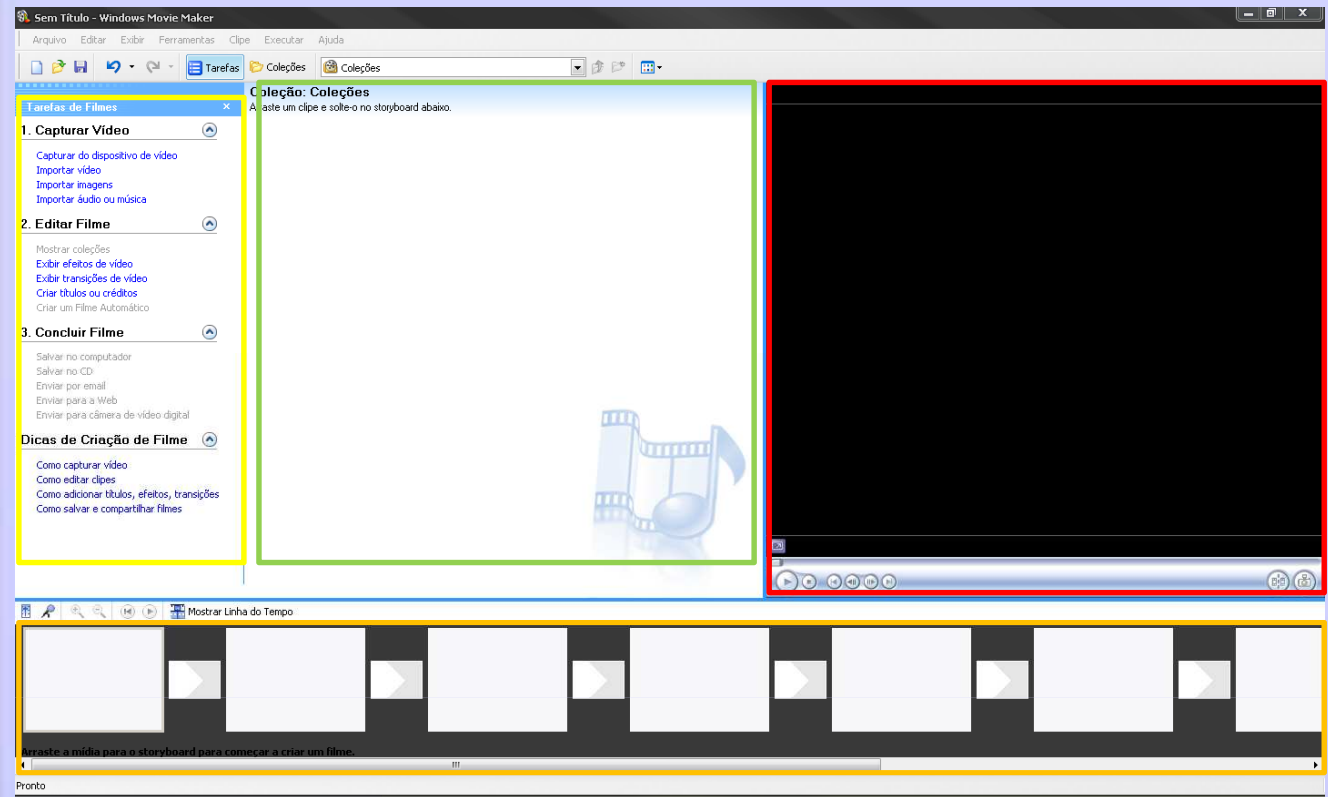 Sem Título - Windows Movie Maker
Arquivo Editar Exibir Ferramentas Clipe Executar Ajuda
Tarefas Coleções Coleções
Tarefas de Filmes
1. Capturar Vídeo
Capturar do dispositivo de vídeo
Importar vídeo
Importar imagens
Importar áudio ou música
2. Editar Filme
Mostrar coleções
Exibir efeitos de vídeo
Exibir transições de vídeo
Criar títulos ou créditos
Criar um Filme Automático
3. Concluir Filme
Salvar no computador
Salvar no CD
Enviar por email
Enviar para a Web
Enviar para câmera de vídeo digital
Dicas de Criação de Filme
Como capturar vídeo
Como editar clipes
Como adicionar títulos, efeitos, transições
Como salvar e compartilhar filmes
Coleção: Coleções
Arraste um clipe e solte-o no storyboard abaixo.
Mostrar Linha do Tempo
Arraste a mídia para o storyboard para começar a criar um filme.
Pronto